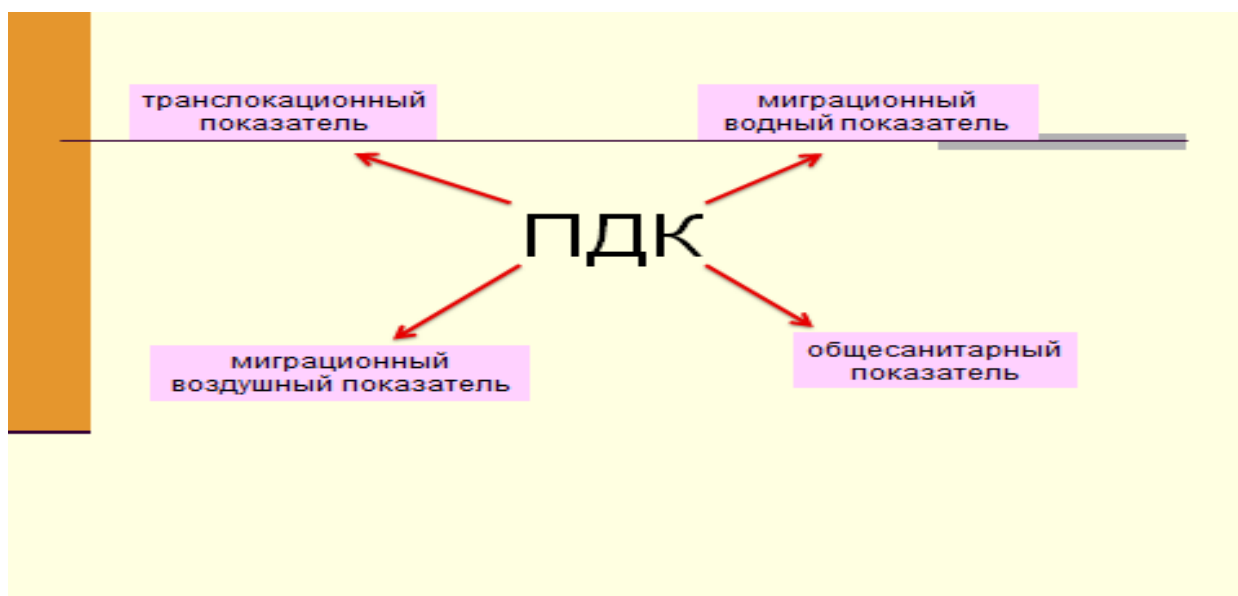 транслокационный
показатель
миграционный
водный показатель
ПДК
миграционный
воздушный показатель
общесанитарный
показатель